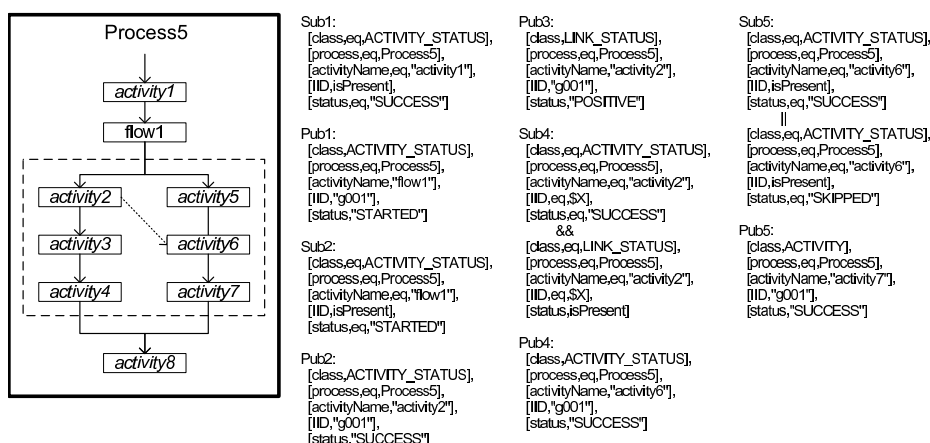 Process5
activity1
flow1
activity2
activity5
activity3
activity6
activity4
activity7
activity8
Sub1:
[class,eq,ACTIVITY_STATUS],
[process,eq,Process5],
[activityName,eq,"activity1"],
[IID,isPresent],
[status,eq,"SUCCESS"]
Pub1:
[class,ACTIVITY_STATUS],
[process,eq,Process5],
[activityName,"flow1"],
[IID,"g001"],
[status,"STARTED"]
Sub2:
[class,eq,ACTIVITY_STATUS],
[process,eq,Process5],
[activityName,eq,"flow1"],
[IID,isPresent],
[status,eq,"STARTED"]
Pub2:
[class,ACTIVITY_STATUS],
[process,eq,Process5],
[activityName,"activity2"],
[IID,"g001"],
[status,"SUCCESS"]
Pub3:
[class,LINK_STATUS],
[process,eq,Process5],
[activityName,"activity2"],
[IID,"g001"],
[status,"POSITIVE"]
Sub4:
[class,eq,ACTIVITY_STATUS],
[process,eq,Process5],
[activityName,eq,"activity2"],
[IID,eq,$X],
[status,eq,"SUCCESS"]
&&
[class,eq,LINK_STATUS],
[process,eq,Process5],
[activityName,eq,"activity2"],
[IID,eq,$X],
[status,isPresent]
Pub4:
[class,ACTIVITY_STATUS],
[process,eq,Process5],
[activityName,"activity6"],
[IID,"g001"],
[status,"SUCCESS"]
Sub5:
[class,eq,ACTIVITY_STATUS],
[process,eq,Process5],
[activityName,eq,"activity6"],
[IID,isPresent],
[status,eq,"SUCCESS"]
||
[class,eq,ACTIVITY_STATUS],
[process,eq,Process5],
[activityName,eq,"activity6"],
[IID,isPresent],
[status,eq,"SKIPPED"]
Pub5:
[class,ACTIVITY],
[process,eq,Process5],
[activityName,"activity7"],
[IID,"g001"],
[status,"SUCCESS"]